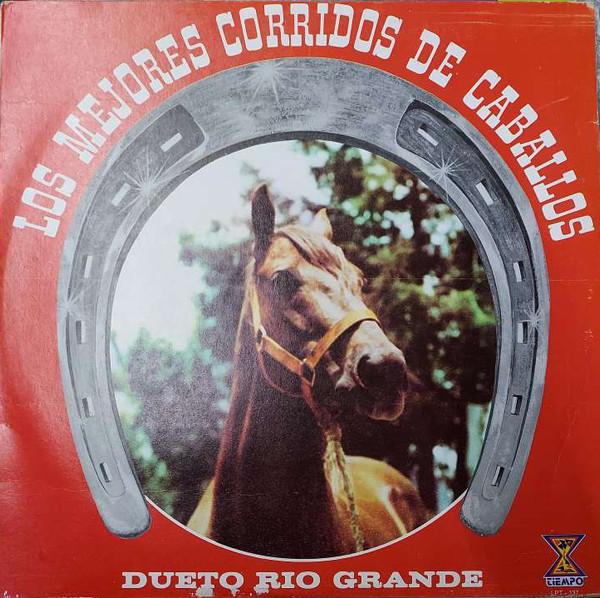 LOS MEJORES CORRIDOS DE CABALLOS
DUETO RIO GRANDE
TIEMPO